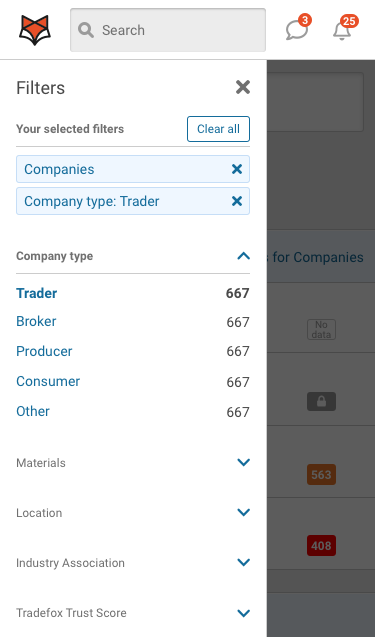 Search
3
25
Filters
Your selected filters
Clear all
Companies
Company type: Trader
Company type
s for Companies
Trader 667
Broker 667
No
data
Producer 667
Consumer 667
Other 667
Materials
563
Location
408
Industry Association
Tradefox Trust Score